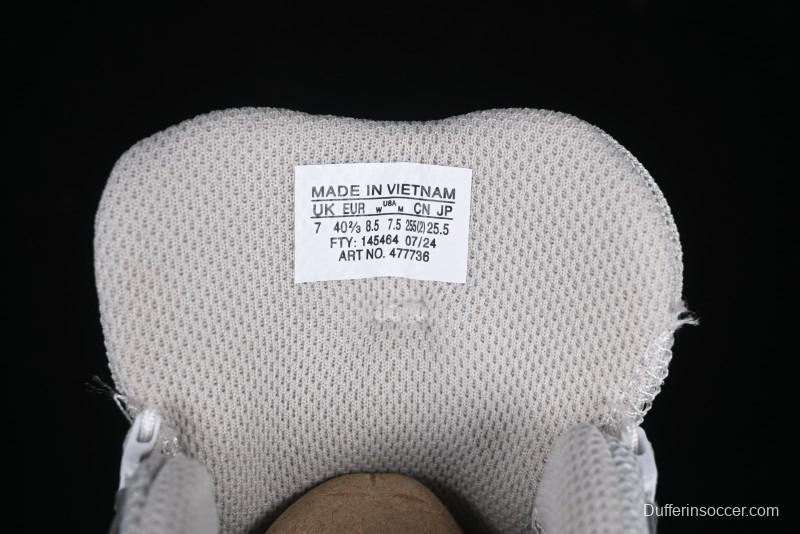 MADE IN VIETNAM
UK EUR W USA M CN JP
7 40⅔ 8.5 7.5 255(2) 25.5
FTY: 145464 07/24
ART NO. 477736
Dufferinsoccer.com